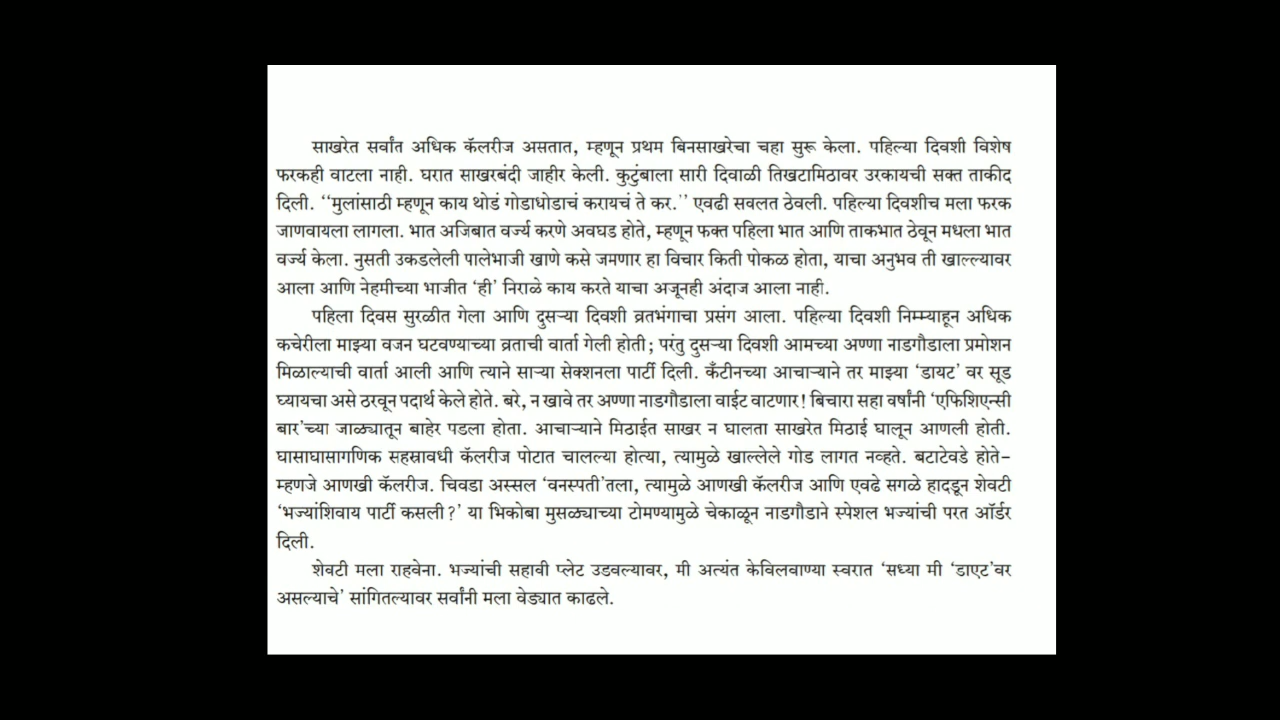 साखरेत सर्वांत अधिक कॅलरीज असतात, म्हणून प्रथम बिनसाखरेचा चहा सुरू केला. पहिल्या दिवशी विशेष
फरकही वाटला नाही. घरात साखरबंदी जाहीर केली. कुटुंबाला सारी दिवाळी तिखटामिठावर उरकायची सक्त ताकीद
दिली. ‘‘मुलांसाठी म्हणून काय थोडं गोडाधोडाचं करायचं ते कर.’’ एवढी सवलत ठेवली. पहिल्या दिवशीच मला फरक
जाणवायला लागला. भात अजिबात वर्ज्य करणे अवघड होते, म्हणून फक्त पहिला भात आणि ताकभात ठेवून मधला भात
वर्ज्य केला. नुसती उकडलेली पालेभाजी खाणे कसे जमणार हा विचार किती पोकळ होता, याचा अनुभव ती खाल्ल्यावर
आला आणि नेहमीच्या भाजीत ‘ही’ निराळे काय करते याचा अजूनही अंदाज आला नाही.
पहिला दिवस सुरळीत गेला आणि दुसऱ्या दिवशी व्रतभंगाचा प्रसंग आला. पहिल्या दिवशी निम्म्याहून अधिक
कचेरीला माझ्या वजन घटवण्याच्या व्रताची वार्ता गेली होती; परंतु दुसऱ्या दिवशी आमच्या अण्णा नाडगौडाला प्रमोशन
मिळाल्याची वार्ता आली आणि त्याने साऱ्या सेक्शनला पार्टी दिली. कँटीनच्या आचाऱ्याने तर माझ्या ‘डायट’ वर सूड
घ्यायचा असे ठरवून पदार्थ केले होते. बरे, न खावे तर अण्णा नाडगौडाला वाईट वाटणार! बिचारा सहा वर्षांनी ‘एफिशिएन्सी
बार’च्या जाळ्यातून बाहेर पडला होता. आचाऱ्याने मिठाईत साखर न घालता साखरेत मिठाई घालून आणली होती.
घासाघासागणिक सहस्रावधी कॅलरीज पोटात चालल्या होत्या, त्यामुळे खाल्लेले गोड लागत नव्हते. बटाटेवडे होते–
म्हणजे आणखी कॅलरीज. चिवडा अस्सल ‘वनस्पती’तला, त्यामुळे आणखी कॅलरीज आणि एवढे सगळे हादडून शेवटी
‘भज्यांशिवाय पार्टी कसली?’ या भिकोबा मुसळ्याच्या टोमण्यामुळे चेकाळून नाडगौडाने स्पेशल भज्यांची परत ऑर्डर
दिली.
शेवटी मला राहवेना. भज्यांची सहावी प्लेट उडवल्यावर, मी अत्यंत केविलवाण्या स्वरात ‘सध्या मी ‘डाएट’वर
असल्याचे’ सांगितल्यावर सर्वांनी मला वेड्यात काढले.